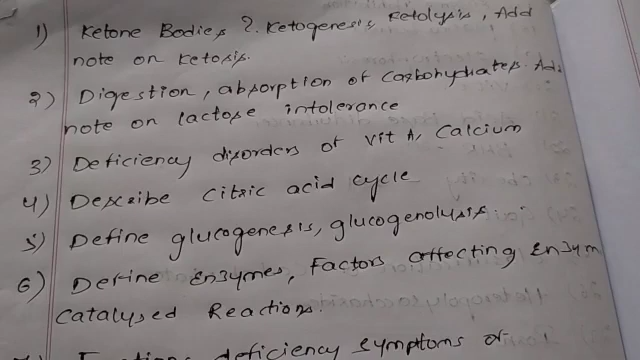 1) Ketone Bodies ?. Ketogenesis, Ketolysis, Add
note on Ketosis.
2) Digestion, absorption of Carbohydrates. Ad
note on lactose intolerance
3) Deficiency disorders of Vit A, Calcium
4) Describe Citric acid cycle
5) Define glucogenesis, glucogenolysis.
6) Define Enzymes, Factors affecting Enzym
Catalysed Reactions.
deficiency symptoms of